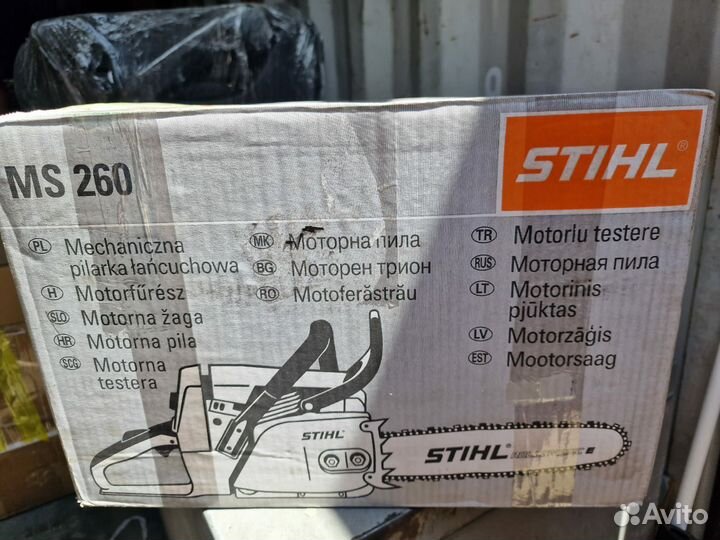 MS 260
STIHL®
PL Mechaniczna
pilarka łańcuchowa
H Motorfűrész
SLO Motorna žaga
HR Motorna pila
SCG Motorna
testera
MK Моторна пила
BG Моторен трион
RO Motoferăstrău
TR Motorlu testere
RUS Моторная пила
LT Motorinis
pjūktas
LV Motorzāģis
EST Mootorsaag
STIHL
STIHL®
E
Avito